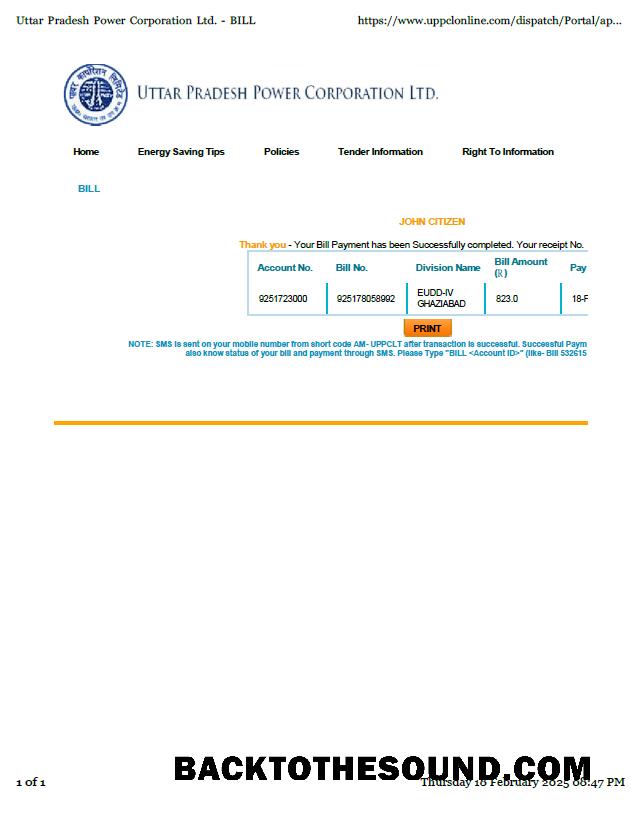 Uttar Pradesh Power Corporation Ltd. - BILL https://www.uppclonline.com/dispatch/Portal/ap...
UTTAR PRADESH POWER CORPORATION LTD.
Home Energy Saving Tips Policies Tender Information Right To Information
BILL
JOHN CITIZEN
Thank you - Your Bill Payment has been Successfully completed. Your receipt No.
Account No. Bill No. Division Name Bill Amount (R) Pay
9251723000 925178058992 EUDD-IV GHAZIABAD 823.0 18-F
PRINT
NOTE: SMS is sent on your mobile number from short code AM- UPPCLT after transaction is successful. Successful Paym
also know status of your bill and payment through SMS. Please Type "BILL <Account ID>" (like- Bill 532615
BACKTOTHESOUND.COM
1 of 1 Thursday 18 February 2025 08:47 PM